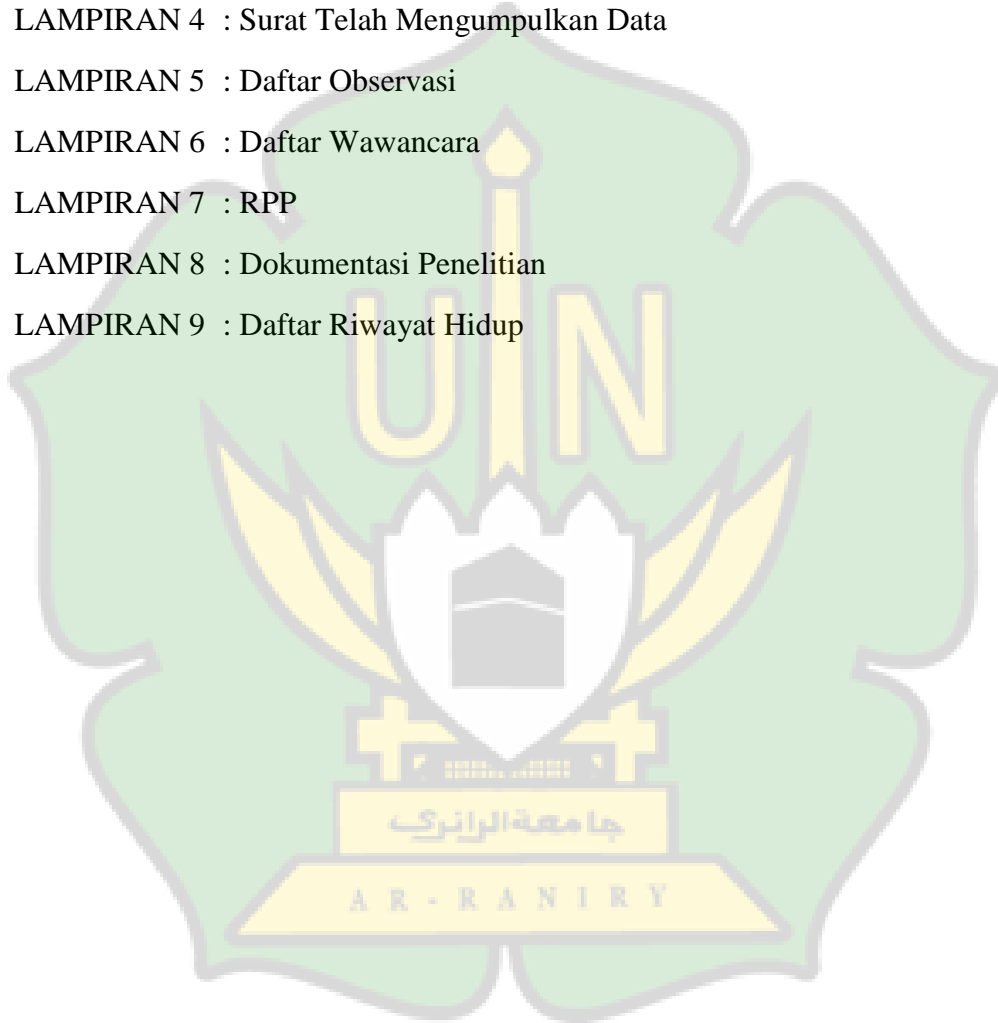 LAMPIRAN 4 : Surat Telah Mengumpulkan Data
LAMPIRAN 5 : Daftar Observasi
LAMPIRAN 6 : Daftar Wawancara
LAMPIRAN 7 : RPP
LAMPIRAN 8 : Dokumentasi Penelitian
LAMPIRAN 9 : Daftar Riwayat Hidup
UIN
جامعة الرانري
AR-RANIRY